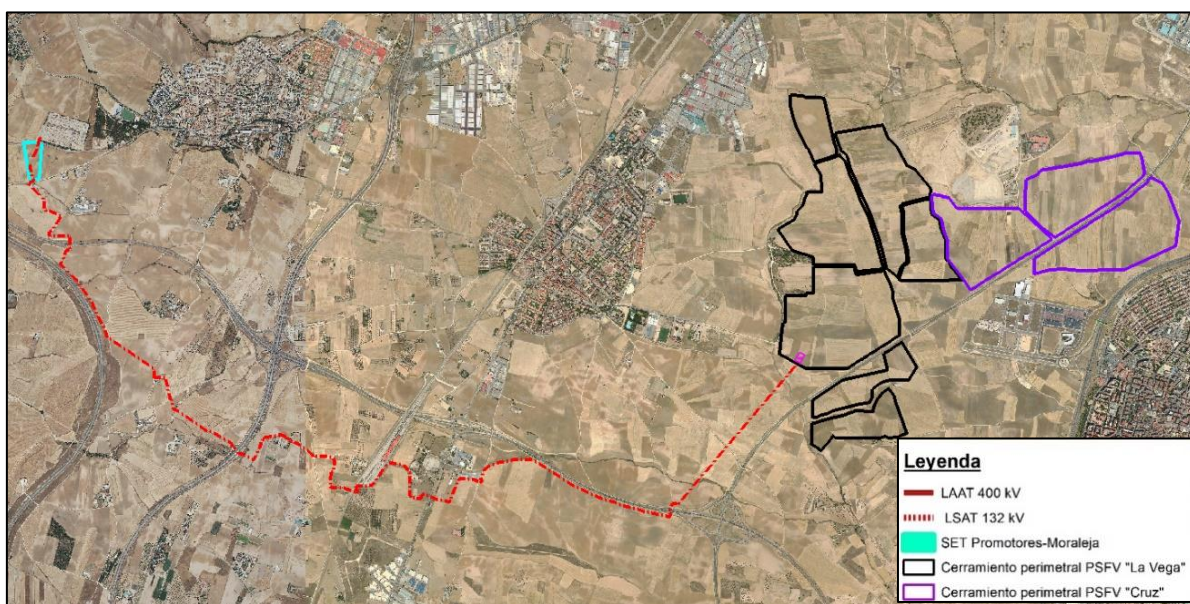 Leyenda
LAAT 400 kV
LSAT 132 kV
SET Promotores-Moraleja
Cerramiento perimetral PSFV "La Vega"
Cerramiento perimetral PSFV "Cruz"